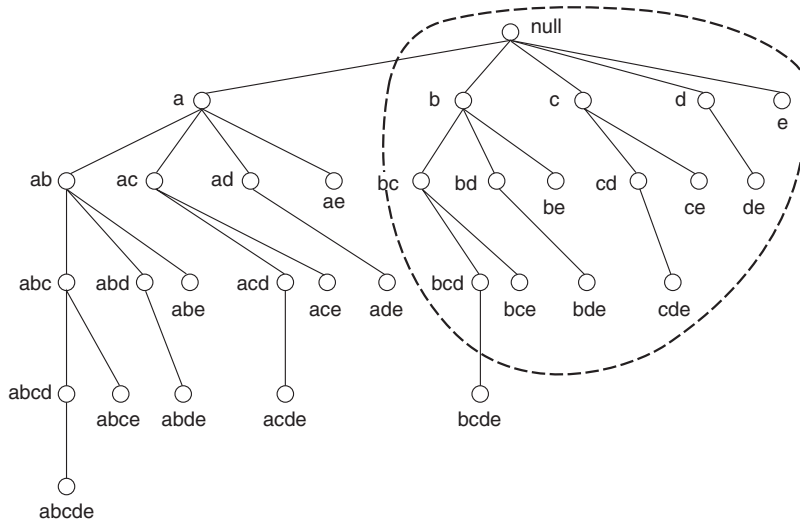 null
a b c d e
ab ac ad ae bc bd be cd ce de
abc abd abe acd ace ade bcd bce bde cde
abcd abce abde acde bcde
abcde